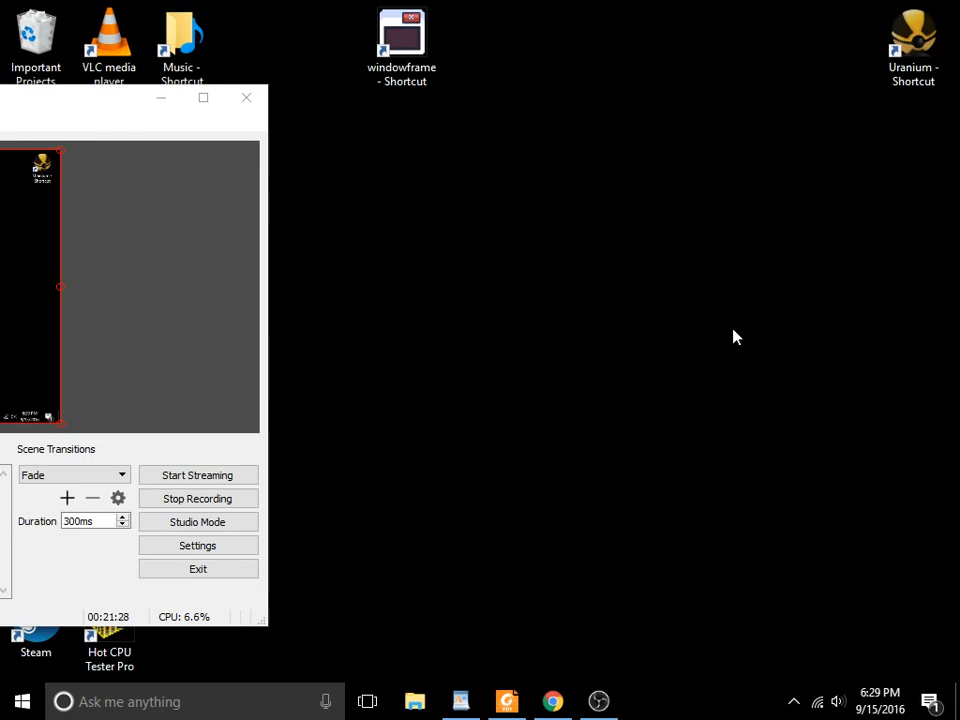 Important
Projects
VLC media
player
Music -
Shortcut
windowframe
- Shortcut
Uranium -
Shortcut
Scene Transitions
Fade
Start Streaming
Stop Recording
Duration
300ms
Studio Mode
Settings
Exit
00:21:28
CPU: 6.6%
Steam
Hot CPU
Tester Pro
Ask me anything
PDF
6:29 PM
9/15/2016
1